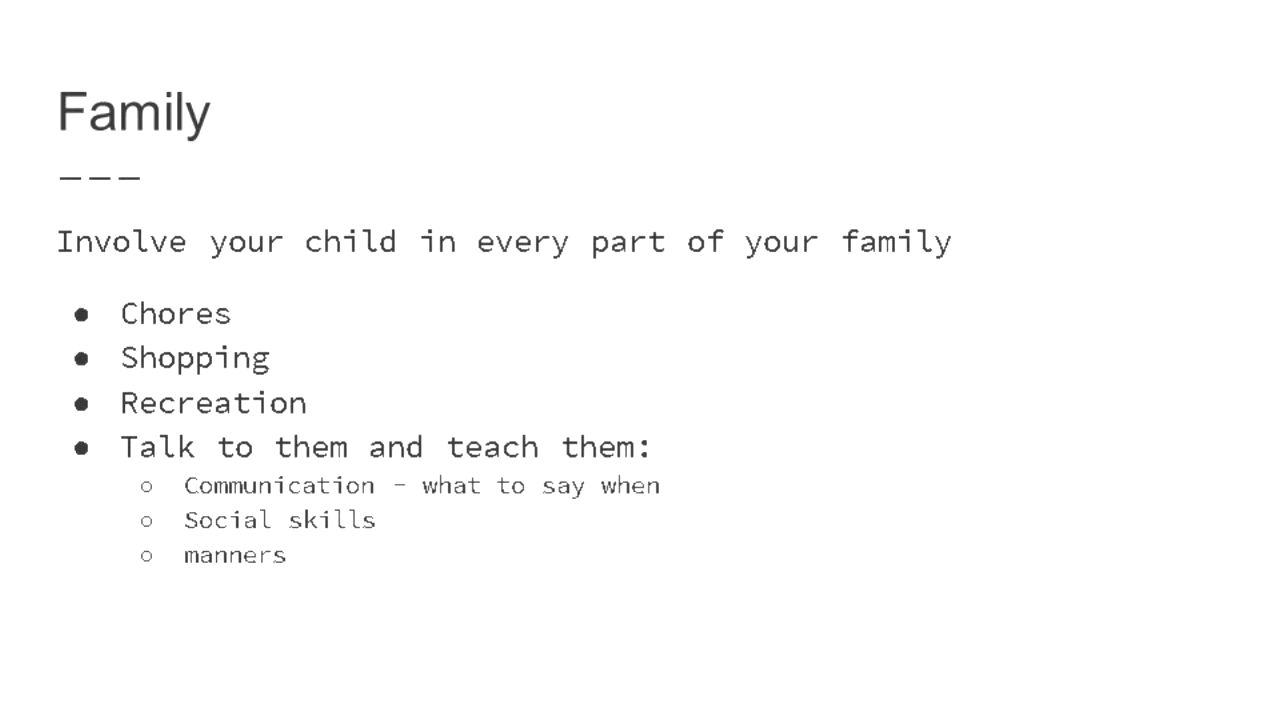 Family
Involve your child in every part of your family
● Chores
● Shopping
● Recreation
● Talk to them and teach them:
○ Communication - what to say when
○ Social skills
○ manners